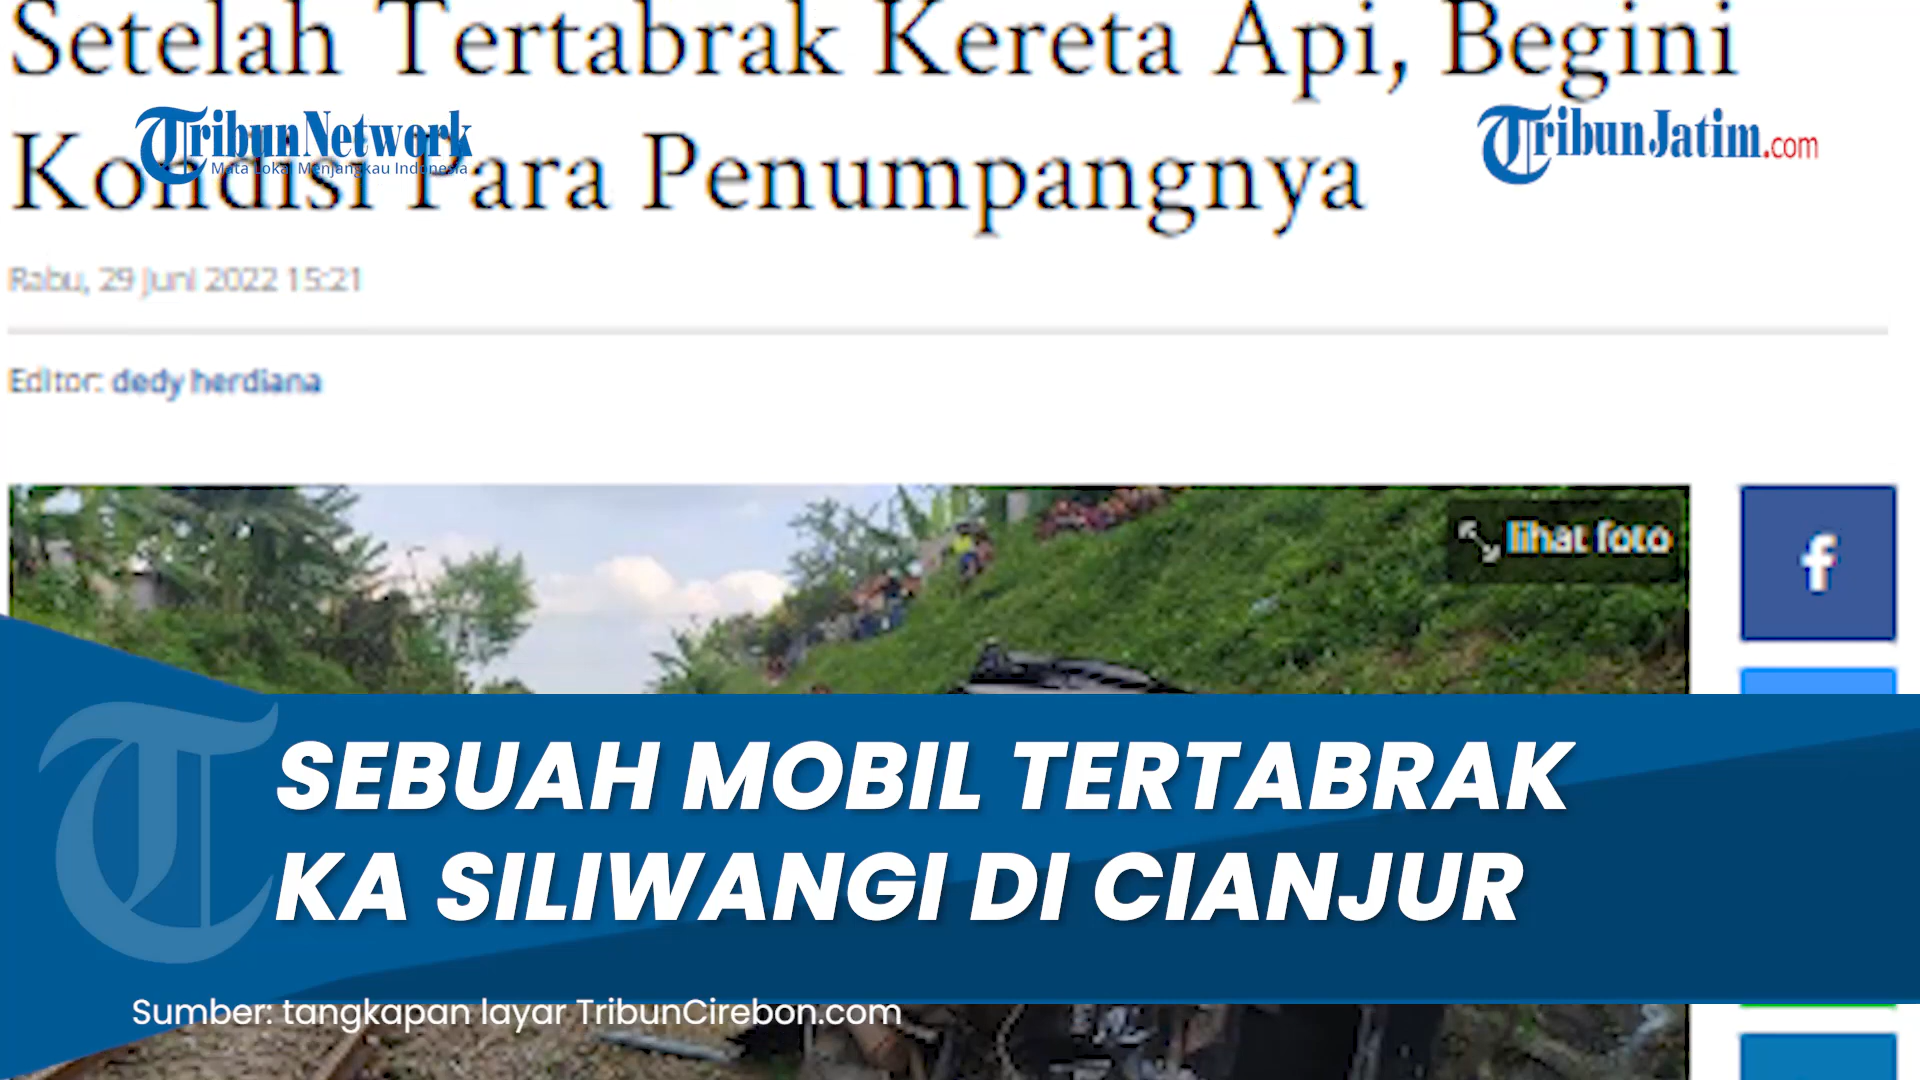 Setelah Tertabrak Kereta Api, Begini
Kondisi Para Penumpangnya
TribunNetwork
Mata Lokal Menjangkau Indonesia
TribunJatim.com
Rabu, 29 Juni 2022 15:21
Editor: dedy herdiana
lihat foto
f
SEBUAH MOBIL TERTABRAK
KA SILIWANGI DI CIANJUR
Sumber: tangkapan layar TribunCirebon.com